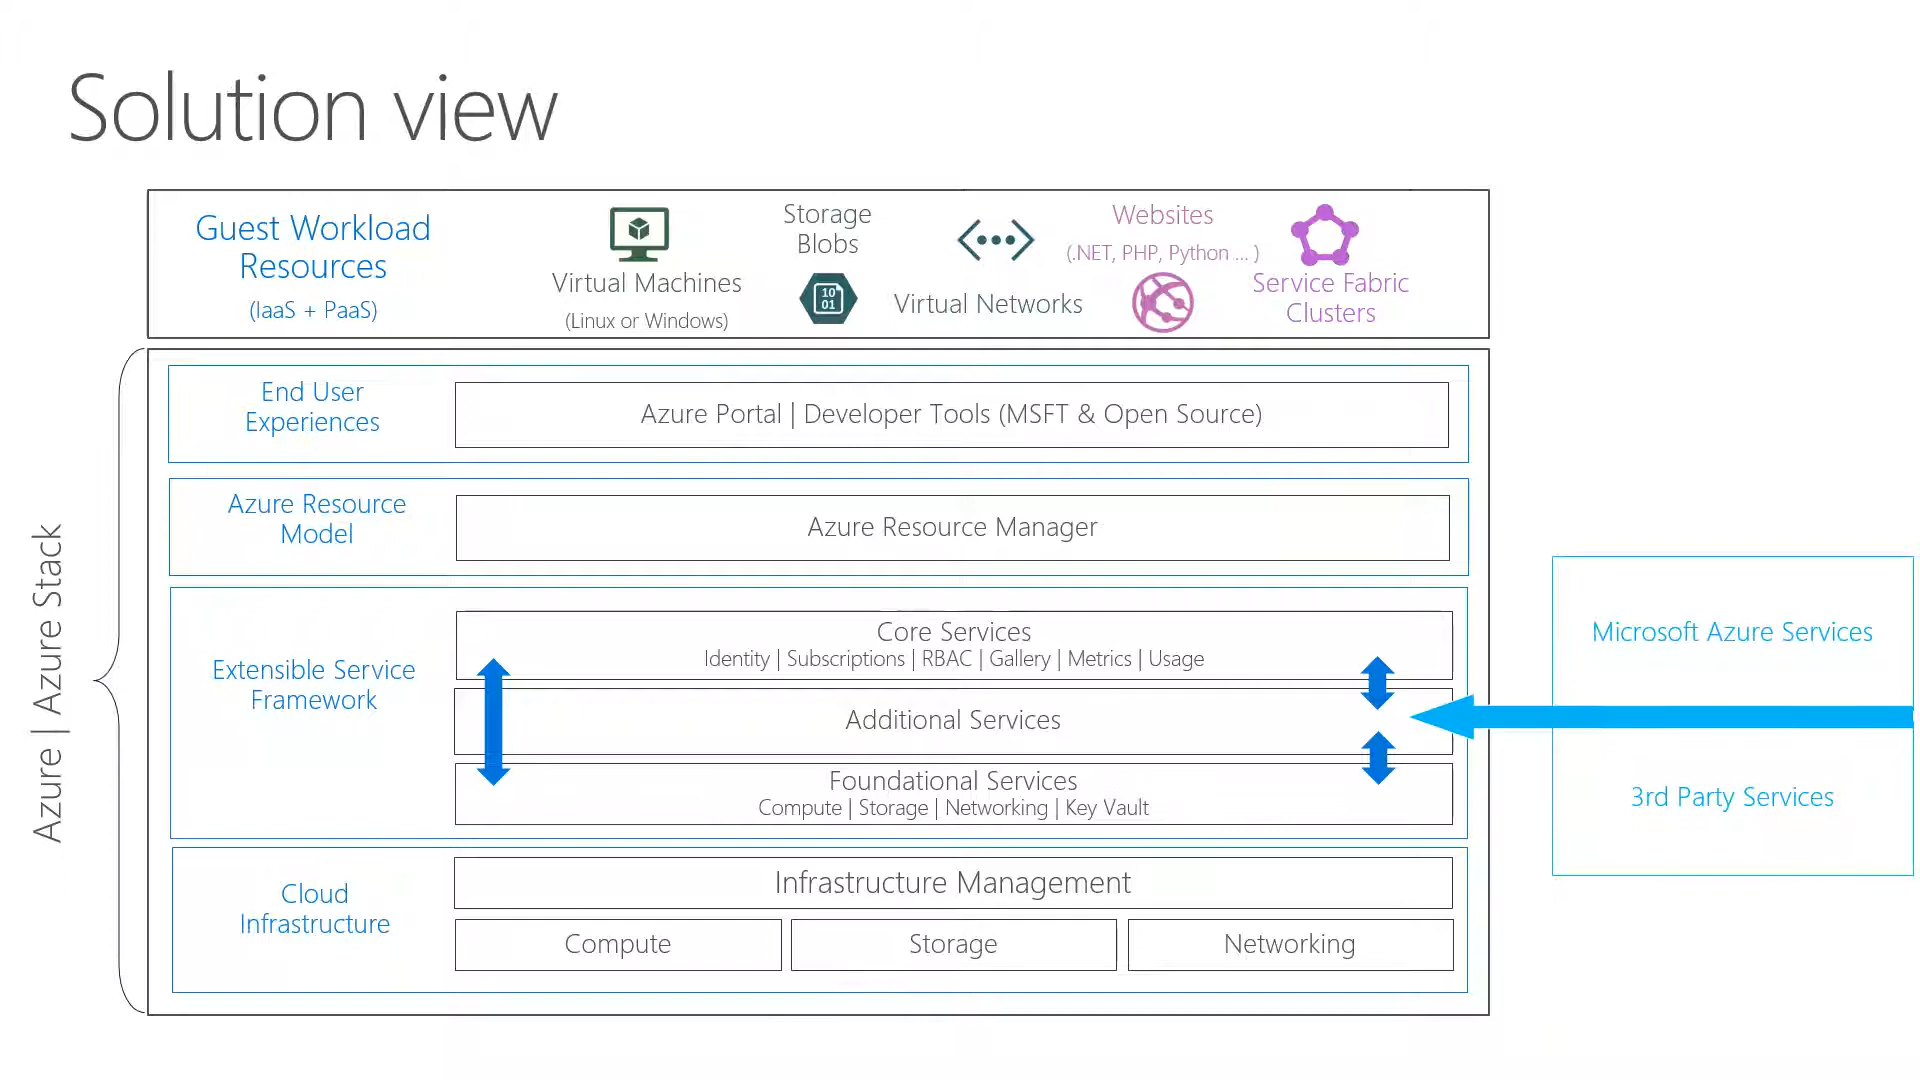 Solution view
Guest Workload
Resources
(IaaS + PaaS)
Virtual Machines
(Linux or Windows)
Storage
Blobs
10
01
Virtual Networks
Websites
(.NET, PHP, Python ... )
Service Fabric
Clusters
Azure | Azure Stack
End User
Experiences
Azure Portal | Developer Tools (MSFT & Open Source)
Azure Resource
Model
Azure Resource Manager
Extensible Service
Framework
Core Services
Identity | Subscriptions | RBAC | Gallery | Metrics | Usage
Additional Services
Foundational Services
Compute | Storage | Networking | Key Vault
Microsoft Azure Services
3rd Party Services
Cloud
Infrastructure
Infrastructure Management
Compute
Storage
Networking